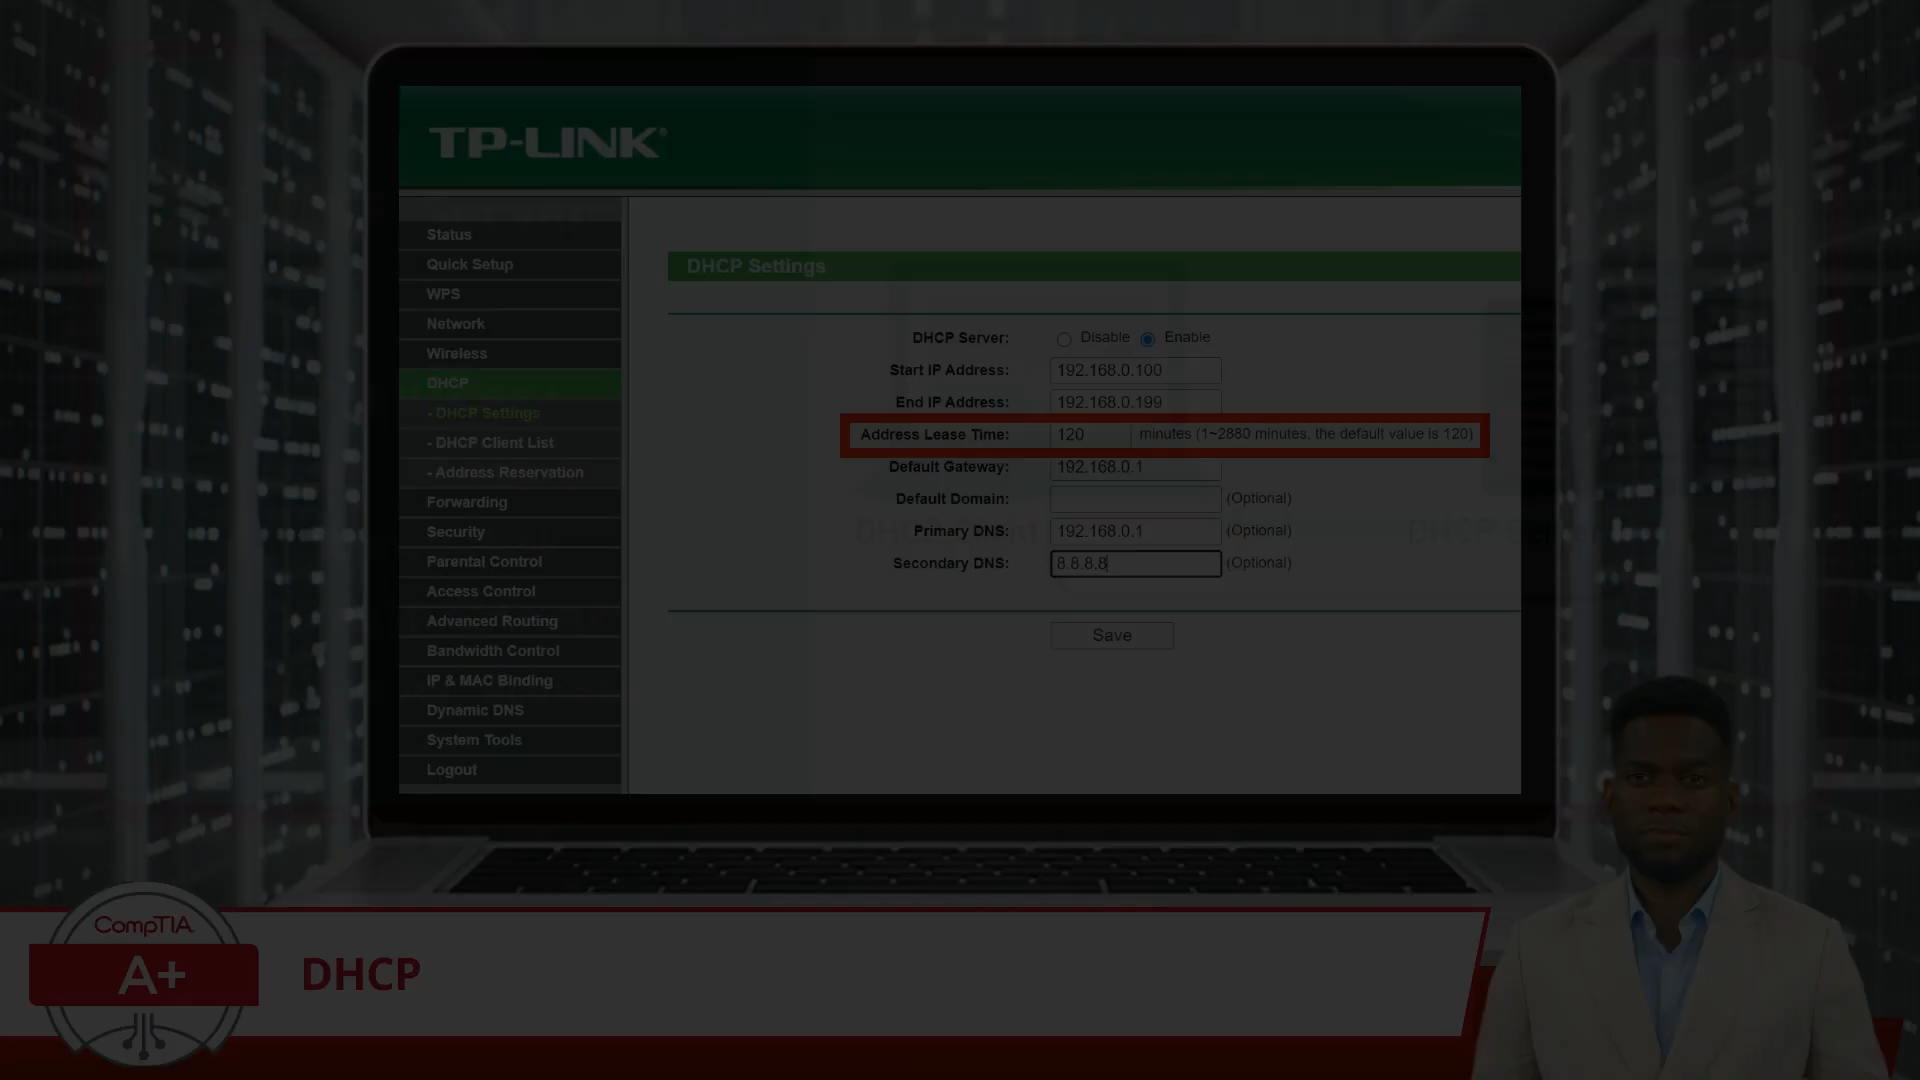 TP-LINK®
Status
Quick Setup
WPS
Network
Wireless
DHCP
- DHCP Settings
- DHCP Client List
- Address Reservation
Forwarding
Security
Parental Control
Access Control
Advanced Routing
Bandwidth Control
IP & MAC Binding
Dynamic DNS
System Tools
Logout
DHCP Settings
DHCP Server: Disable Enable
Start IP Address: 192.168.0.100
End IP Address: 192.168.0.199
Address Lease Time: 120 minutes (1~2880 minutes, the default value is 120)
Default Gateway: 192.168.0.1
Default Domain: (Optional)
Primary DNS: 192.168.0.1 (Optional)
Secondary DNS: 8.8.8.8 (Optional)
Save
CompTIA
A+
DHCP